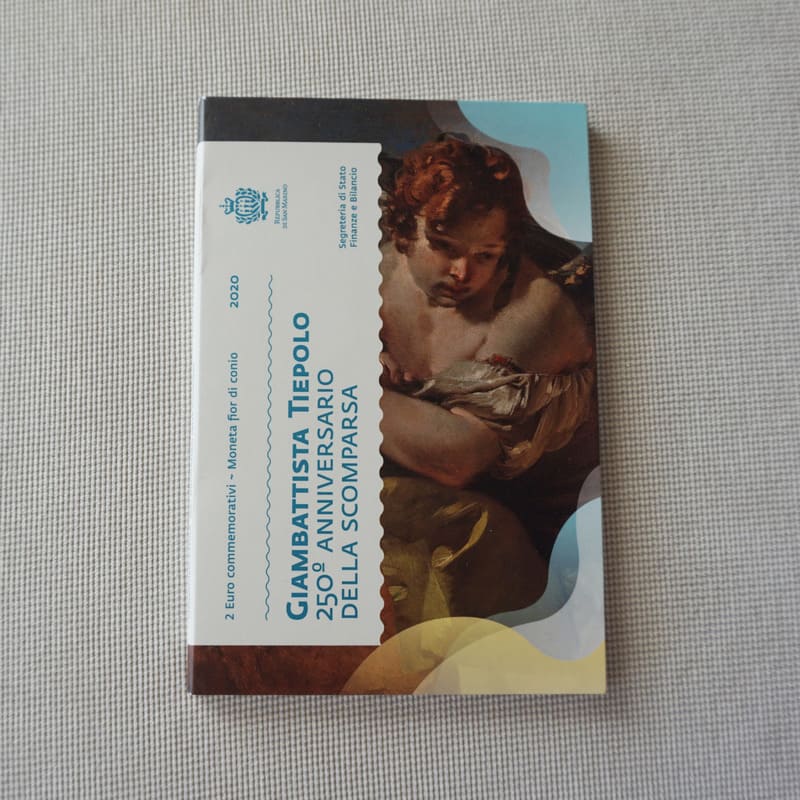 REPUBBLICA
DI SAN MARINO
Segreteria di Stato
Finanze e Bilancio
2 Euro commemorativi ~ Moneta fior di conio 2020
GIAMBATTISTA TIEPOLO
250º ANNIVERSARIO
DELLA SCOMPARSA